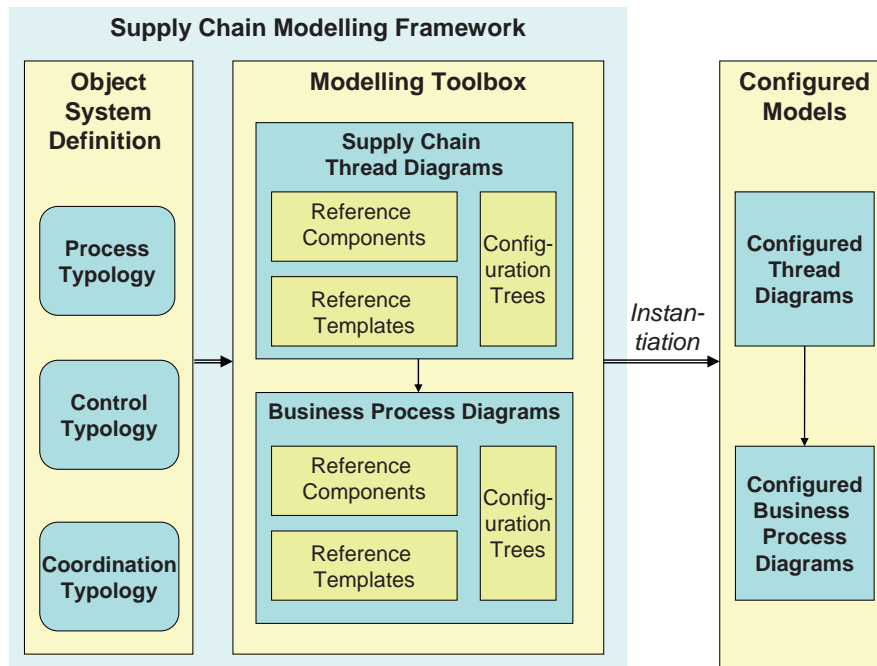 Supply Chain Modelling Framework
Object
System
Definition
Process
Typology
Control
Typology
Coordination
Typology
Modelling Toolbox
Supply Chain
Thread Diagrams
Reference
Components
Reference
Templates
Config-
uration
Trees
Business Process Diagrams
Reference
Components
Reference
Templates
Config-
uration
Trees
Instan-
tiation
Configured
Models
Configured
Thread
Diagrams
Configured
Business
Process
Diagrams